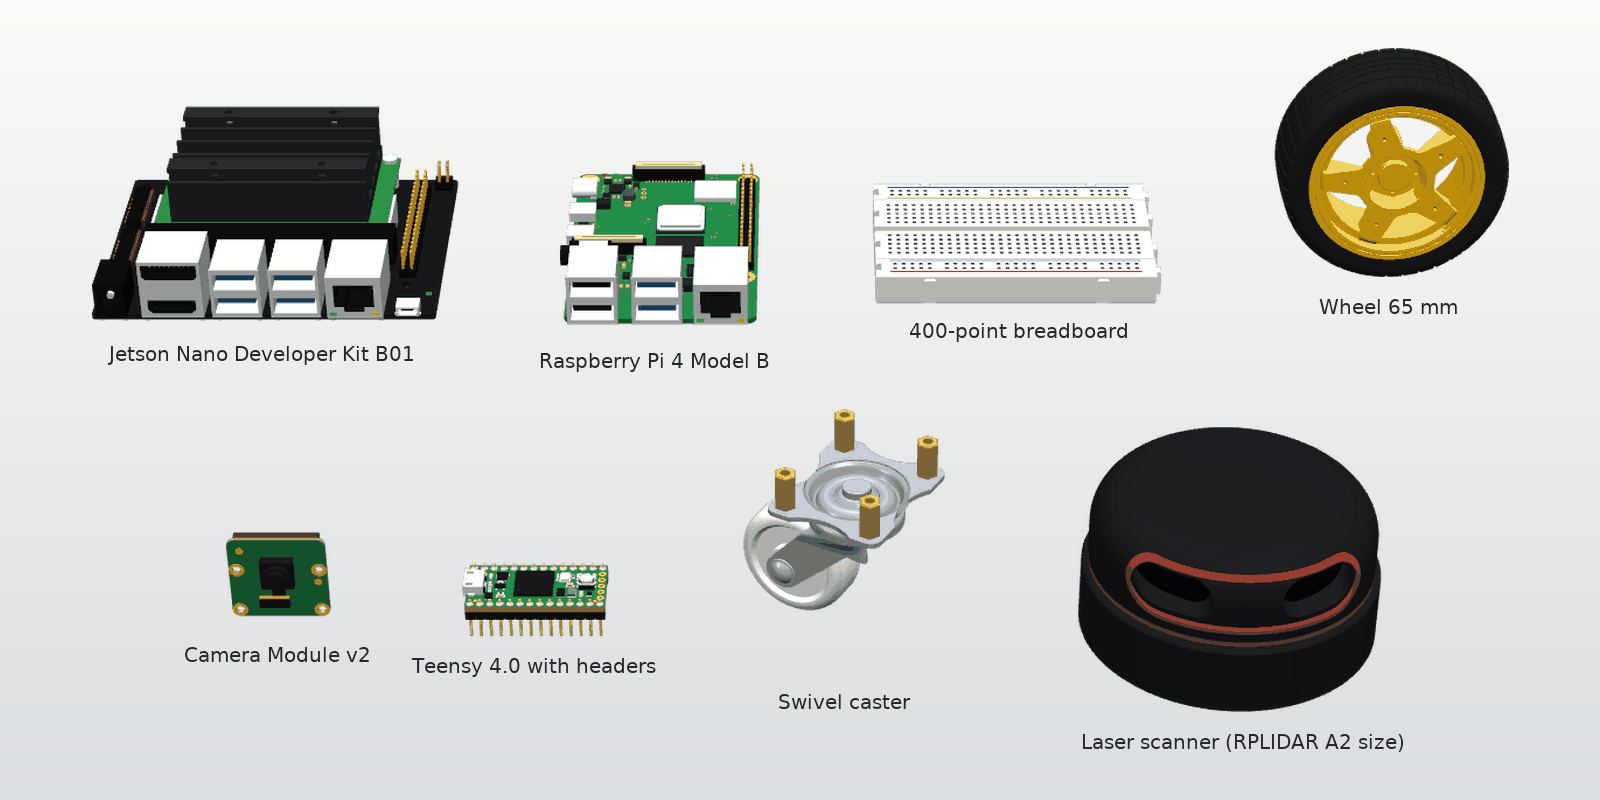 Jetson Nano Developer Kit B01
Raspberry Pi 4 Model B
400-point breadboard
Wheel 65 mm
Camera Module v2
Teensy 4.0 with headers
Swivel caster
Laser scanner (RPLIDAR A2 size)